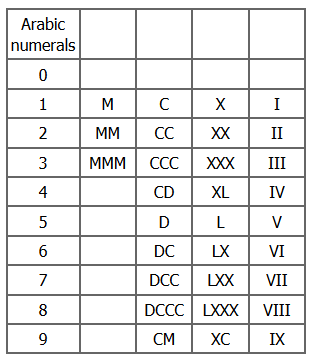 Arabic
numerals
0
1 M C X I
2 MM CC XX II
3 MMM CCC XXX III
4 CD XL IV
5 D L V
6 DC LX VI
7 DCC LXX VII
8 DCCC LXXX VIII
9 CM XC IX